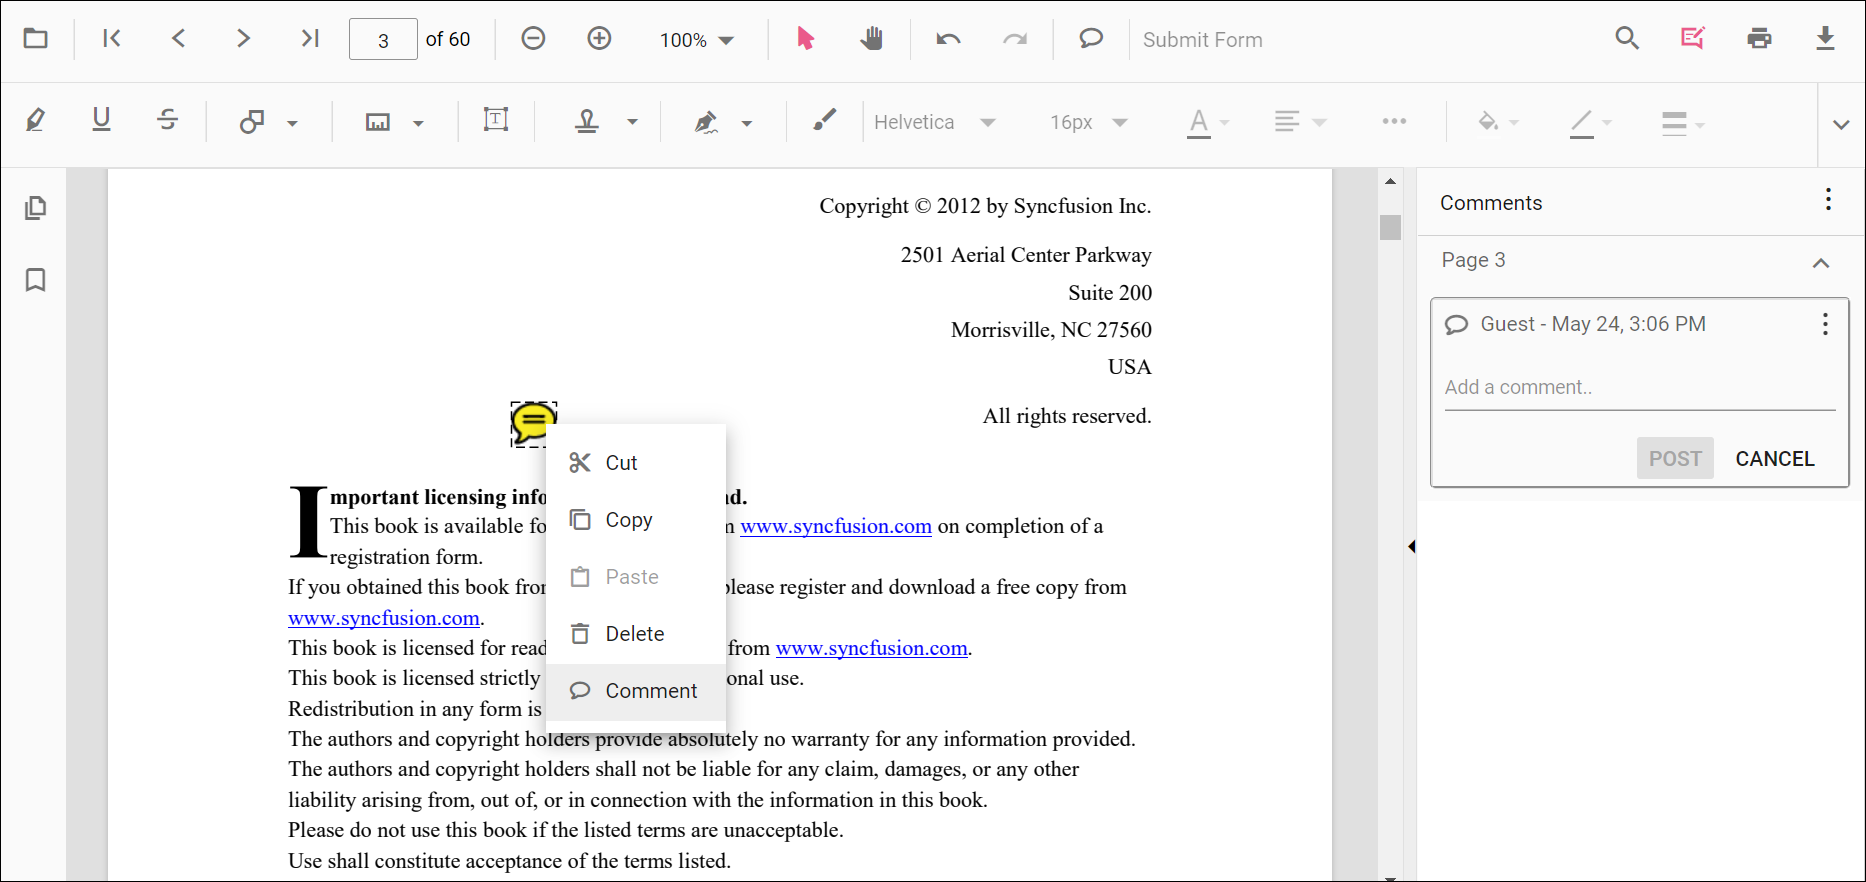 3 of 60 100% Submit Form
Helvetica 16px A
Copyright © 2012 by Syncfusion Inc.
2501 Aerial Center Parkway
Suite 200
Morrisville, NC 27560
USA
All rights reserved.
mportant licensing info d.
I
This book is available fo www.syncfusion.com on completion of a
registration form.
If you obtained this book from please register and download a free copy from
www.syncfusion.com.
This book is licensed for read from www.syncfusion.com.
This book is licensed strictly onal use.
Redistribution in any form is
The authors and copyright holders provide absolutely no warranty for any information provided.
The authors and copyright holders shall not be liable for any claim, damages, or any other
liability arising from, out of, or in connection with the information in this book.
Please do not use this book if the listed terms are unacceptable.
Use shall constitute acceptance of the terms listed.
Cut
Copy
Paste
Delete
Comment
Comments
Page 3
Guest - May 24, 3:06 PM
Add a comment..
POST CANCEL